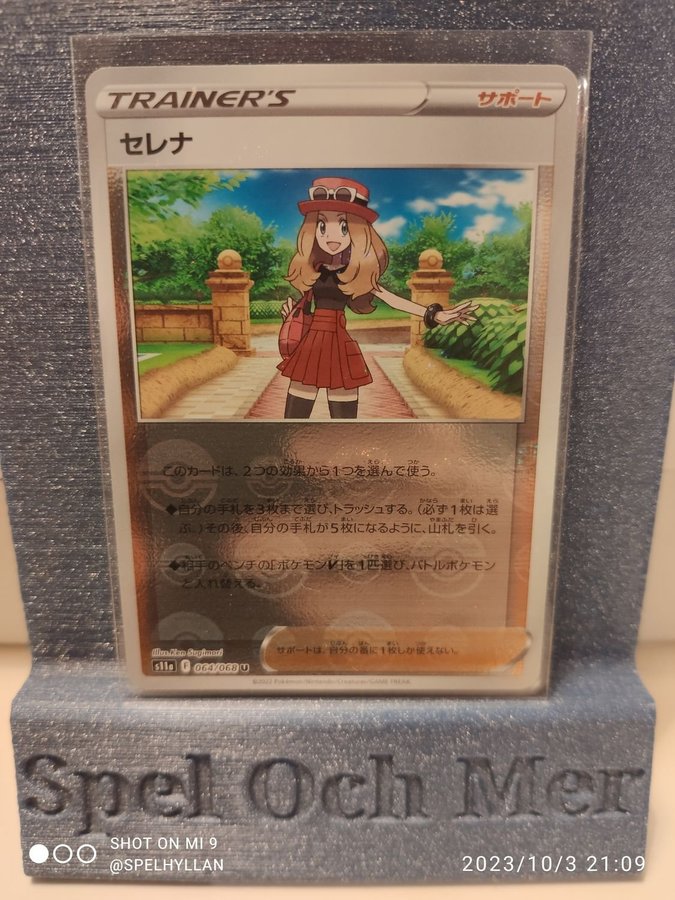 TRAINER'S サポート
セレナ
このカードは、2つの効果から1つを選んで使う。
◆自分の手札を3枚まで選び、トラッシュする。(必ず1枚は選
ぶ。)その後、自分の手札が5枚になるように、山札を引く。
◆相手のベンチの「ポケモンV」を1匹選び、バトルポケモン
と入れ替える。
Illus.Ken Sugimori
サポートは、自分の番に1枚しか使えない。
s11a F 064/068 U
©2022 Pokémon/Nintendo/Creatures/GAME FREAK.
Spel Och Mer
SHOT ON MI 9
@SPELHYLLAN
2023/10/3 21:09